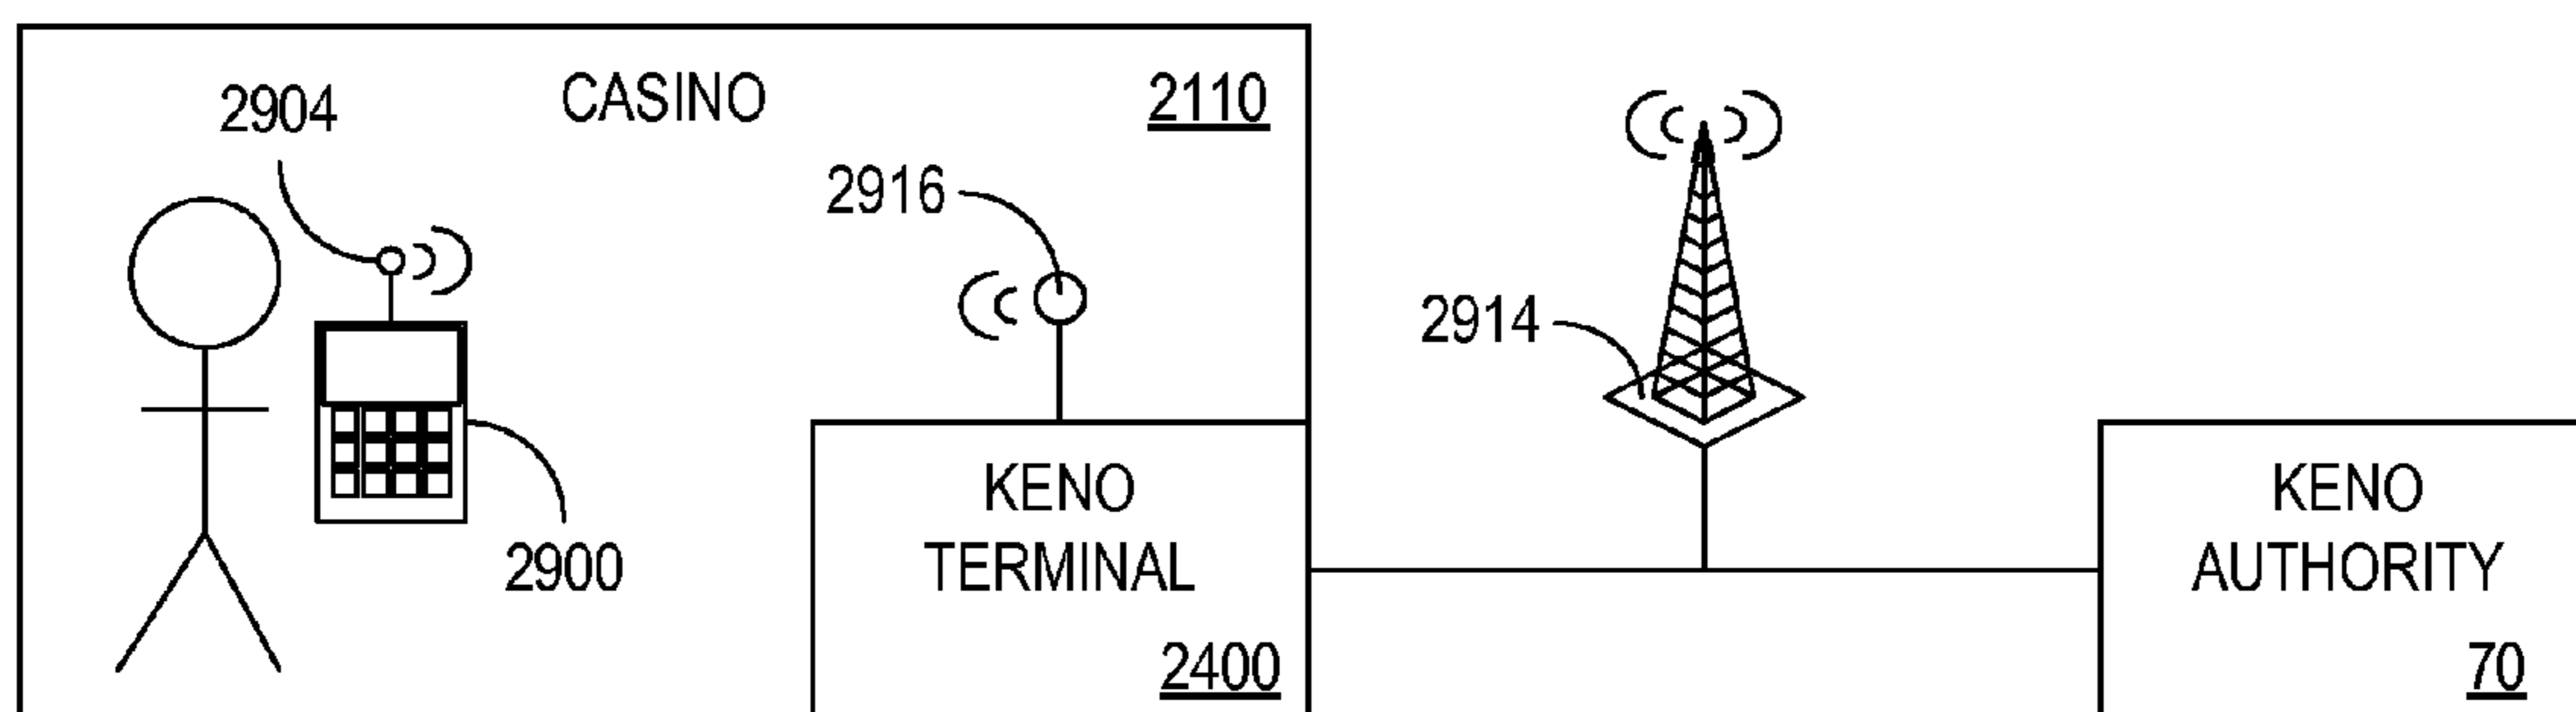 CASINO
2110
2904
2916
2914
2900
KENO
TERMINAL
2400
KENO
AUTHORITY
70